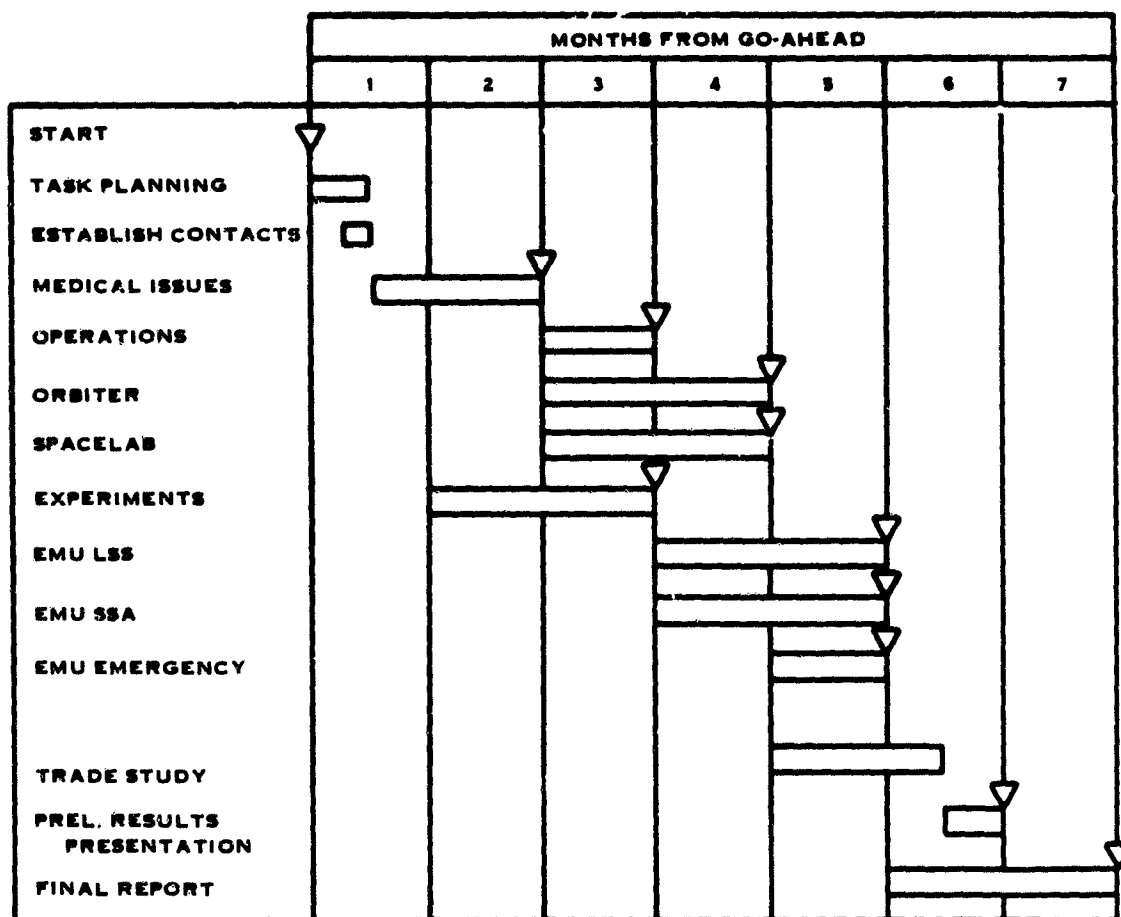 MONTHS FROM GO-AHEAD
1 2 3 4 5 6 7
START
TASK PLANNING
ESTABLISH CONTACTS
MEDICAL ISSUES
OPERATIONS
ORBITER
SPACELAB
EXPERIMENTS
EMU LSS
EMU SSA
EMU EMERGENCY
TRADE STUDY
PREL. RESULTS
PRESENTATION
FINAL REPORT